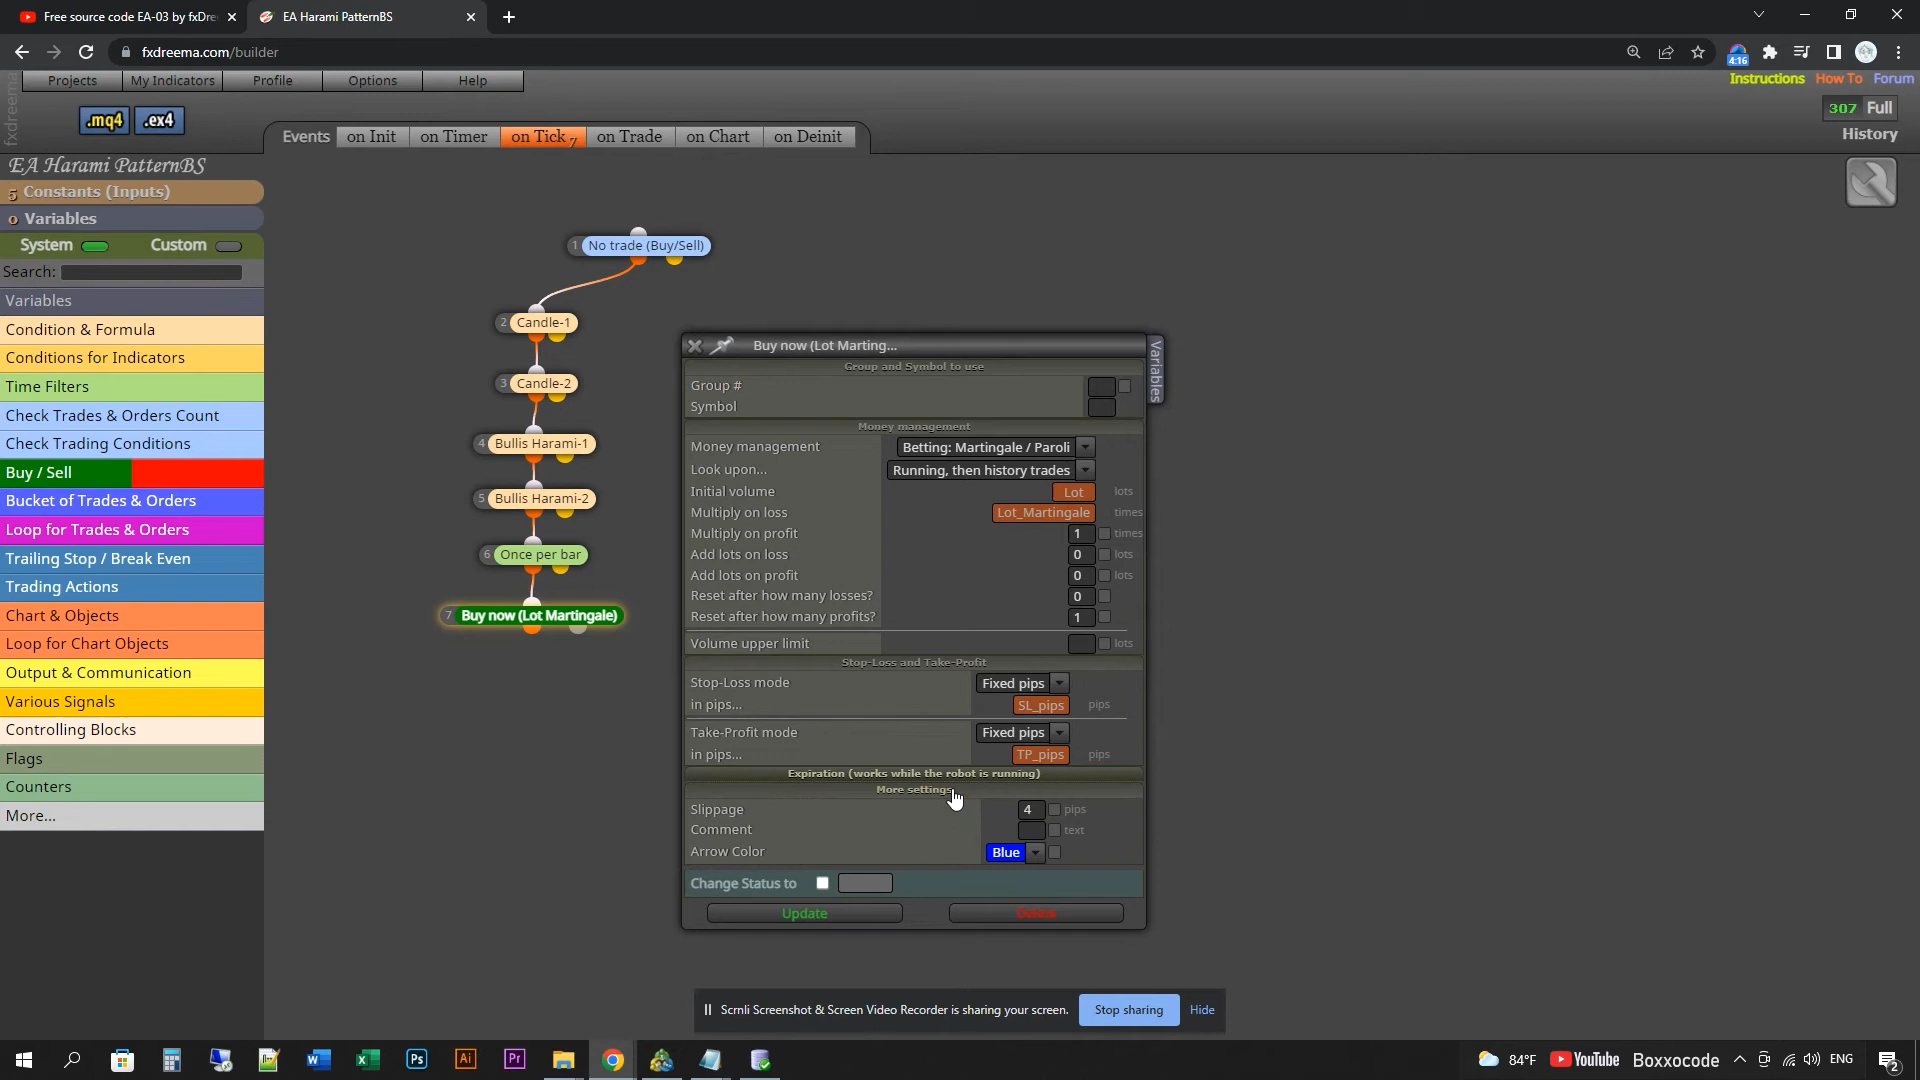 Free source code EA-03 by fxDre
EA Harami PatternBS
fxdreema.com/builder
4:16
Projects
My Indicators
Profile
Options
Help
Instructions
How To
Forum
fxdreema
.mq4
.ex4
307 Full
History
Events
on Init
on Timer
on Tick 7
on Trade
on Chart
on Deinit
EA Harami PatternBS
5 Constants (Inputs)
0 Variables
System
Custom
Search:
Variables
Condition & Formula
Conditions for Indicators
Time Filters
Check Trades & Orders Count
Check Trading Conditions
Buy / Sell
Bucket of Trades & Orders
Loop for Trades & Orders
Trailing Stop / Break Even
Trading Actions
Chart & Objects
Loop for Chart Objects
Output & Communication
Various Signals
Controlling Blocks
Flags
Counters
More...
1 No trade (Buy/Sell)
2 Candle-1
3 Candle-2
4 Bullis Harami-1
5 Bullis Harami-2
6 Once per bar
7 Buy now (Lot Martingale)
Buy now (Lot Marting...
Variables
Group and Symbol to use
Group #
Symbol
Money management
Money management Betting: Martingale / Paroli
Look upon... Running, then history trades
Initial volume Lot lots
Multiply on loss Lot_Martingale times
Multiply on profit 1 times
Add lots on loss 0 lots
Add lots on profit 0 lots
Reset after how many losses? 0
Reset after how many profits? 1
Volume upper limit lots
Stop-Loss and Take-Profit
Stop-Loss mode Fixed pips
in pips... SL_pips pips
Take-Profit mode Fixed pips
in pips... TP_pips pips
Expiration (works while the robot is running)
More settings
Slippage 4 pips
Comment text
Arrow Color Blue
Change Status to
Update
Delete
Scrnli Screenshot & Screen Video Recorder is sharing your screen.
Stop sharing
Hide
W
X
Ps
Ai
Pr
84°F
YouTube
Boxxocode
ENG
2